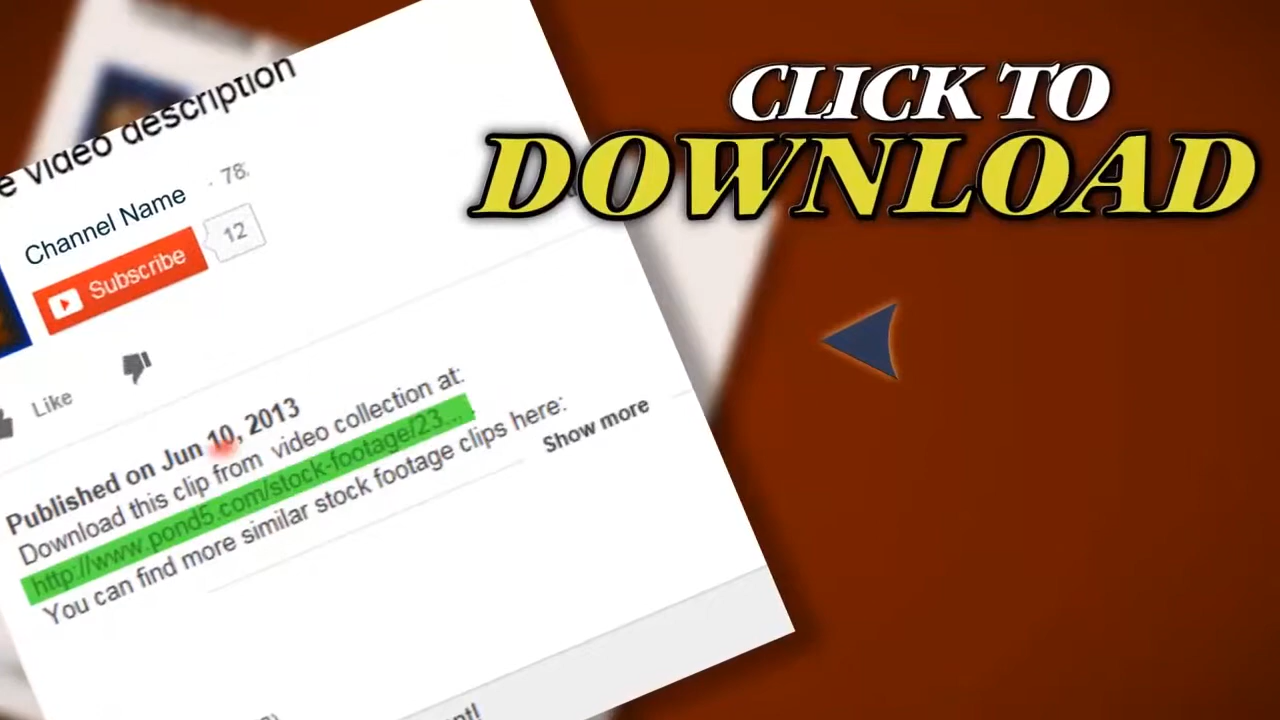 CLICK TO
DOWNLOAD
video description
Channel Name
Subscribe
12
Like
Published on Jun 10, 2013
Download this clip from video collection at:
http://www.pond5.com/stock-footage/23...
You can find more similar stock footage clips here:
Show more